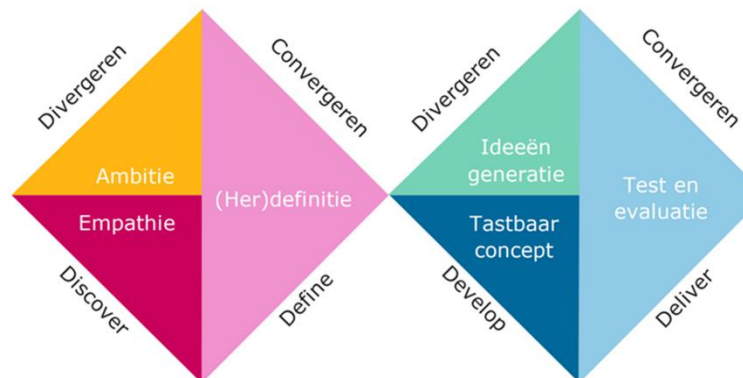 Divergeren
Convergeren
Divergeren
Convergeren
Ambitie
Empathie
(Her)definitie
Ideeën
generatie
Tastbaar
concept
Test en
evaluatie
Discover
Define
Develop
Deliver